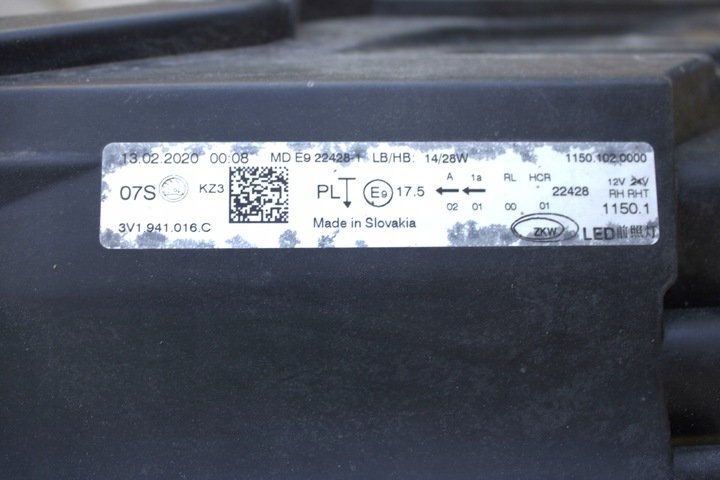 13.02.2020 00:08 MD E9 22428-1 LB/HB: 14/28W 1150.102.0000
A 1a RL HCR 12V 24V
07S KZ3 PL E9 17.5 22428 RH RHT
02 01 00 01 1150.1
3V1.941.016.C Made in Slovakia ZKW LED前照灯